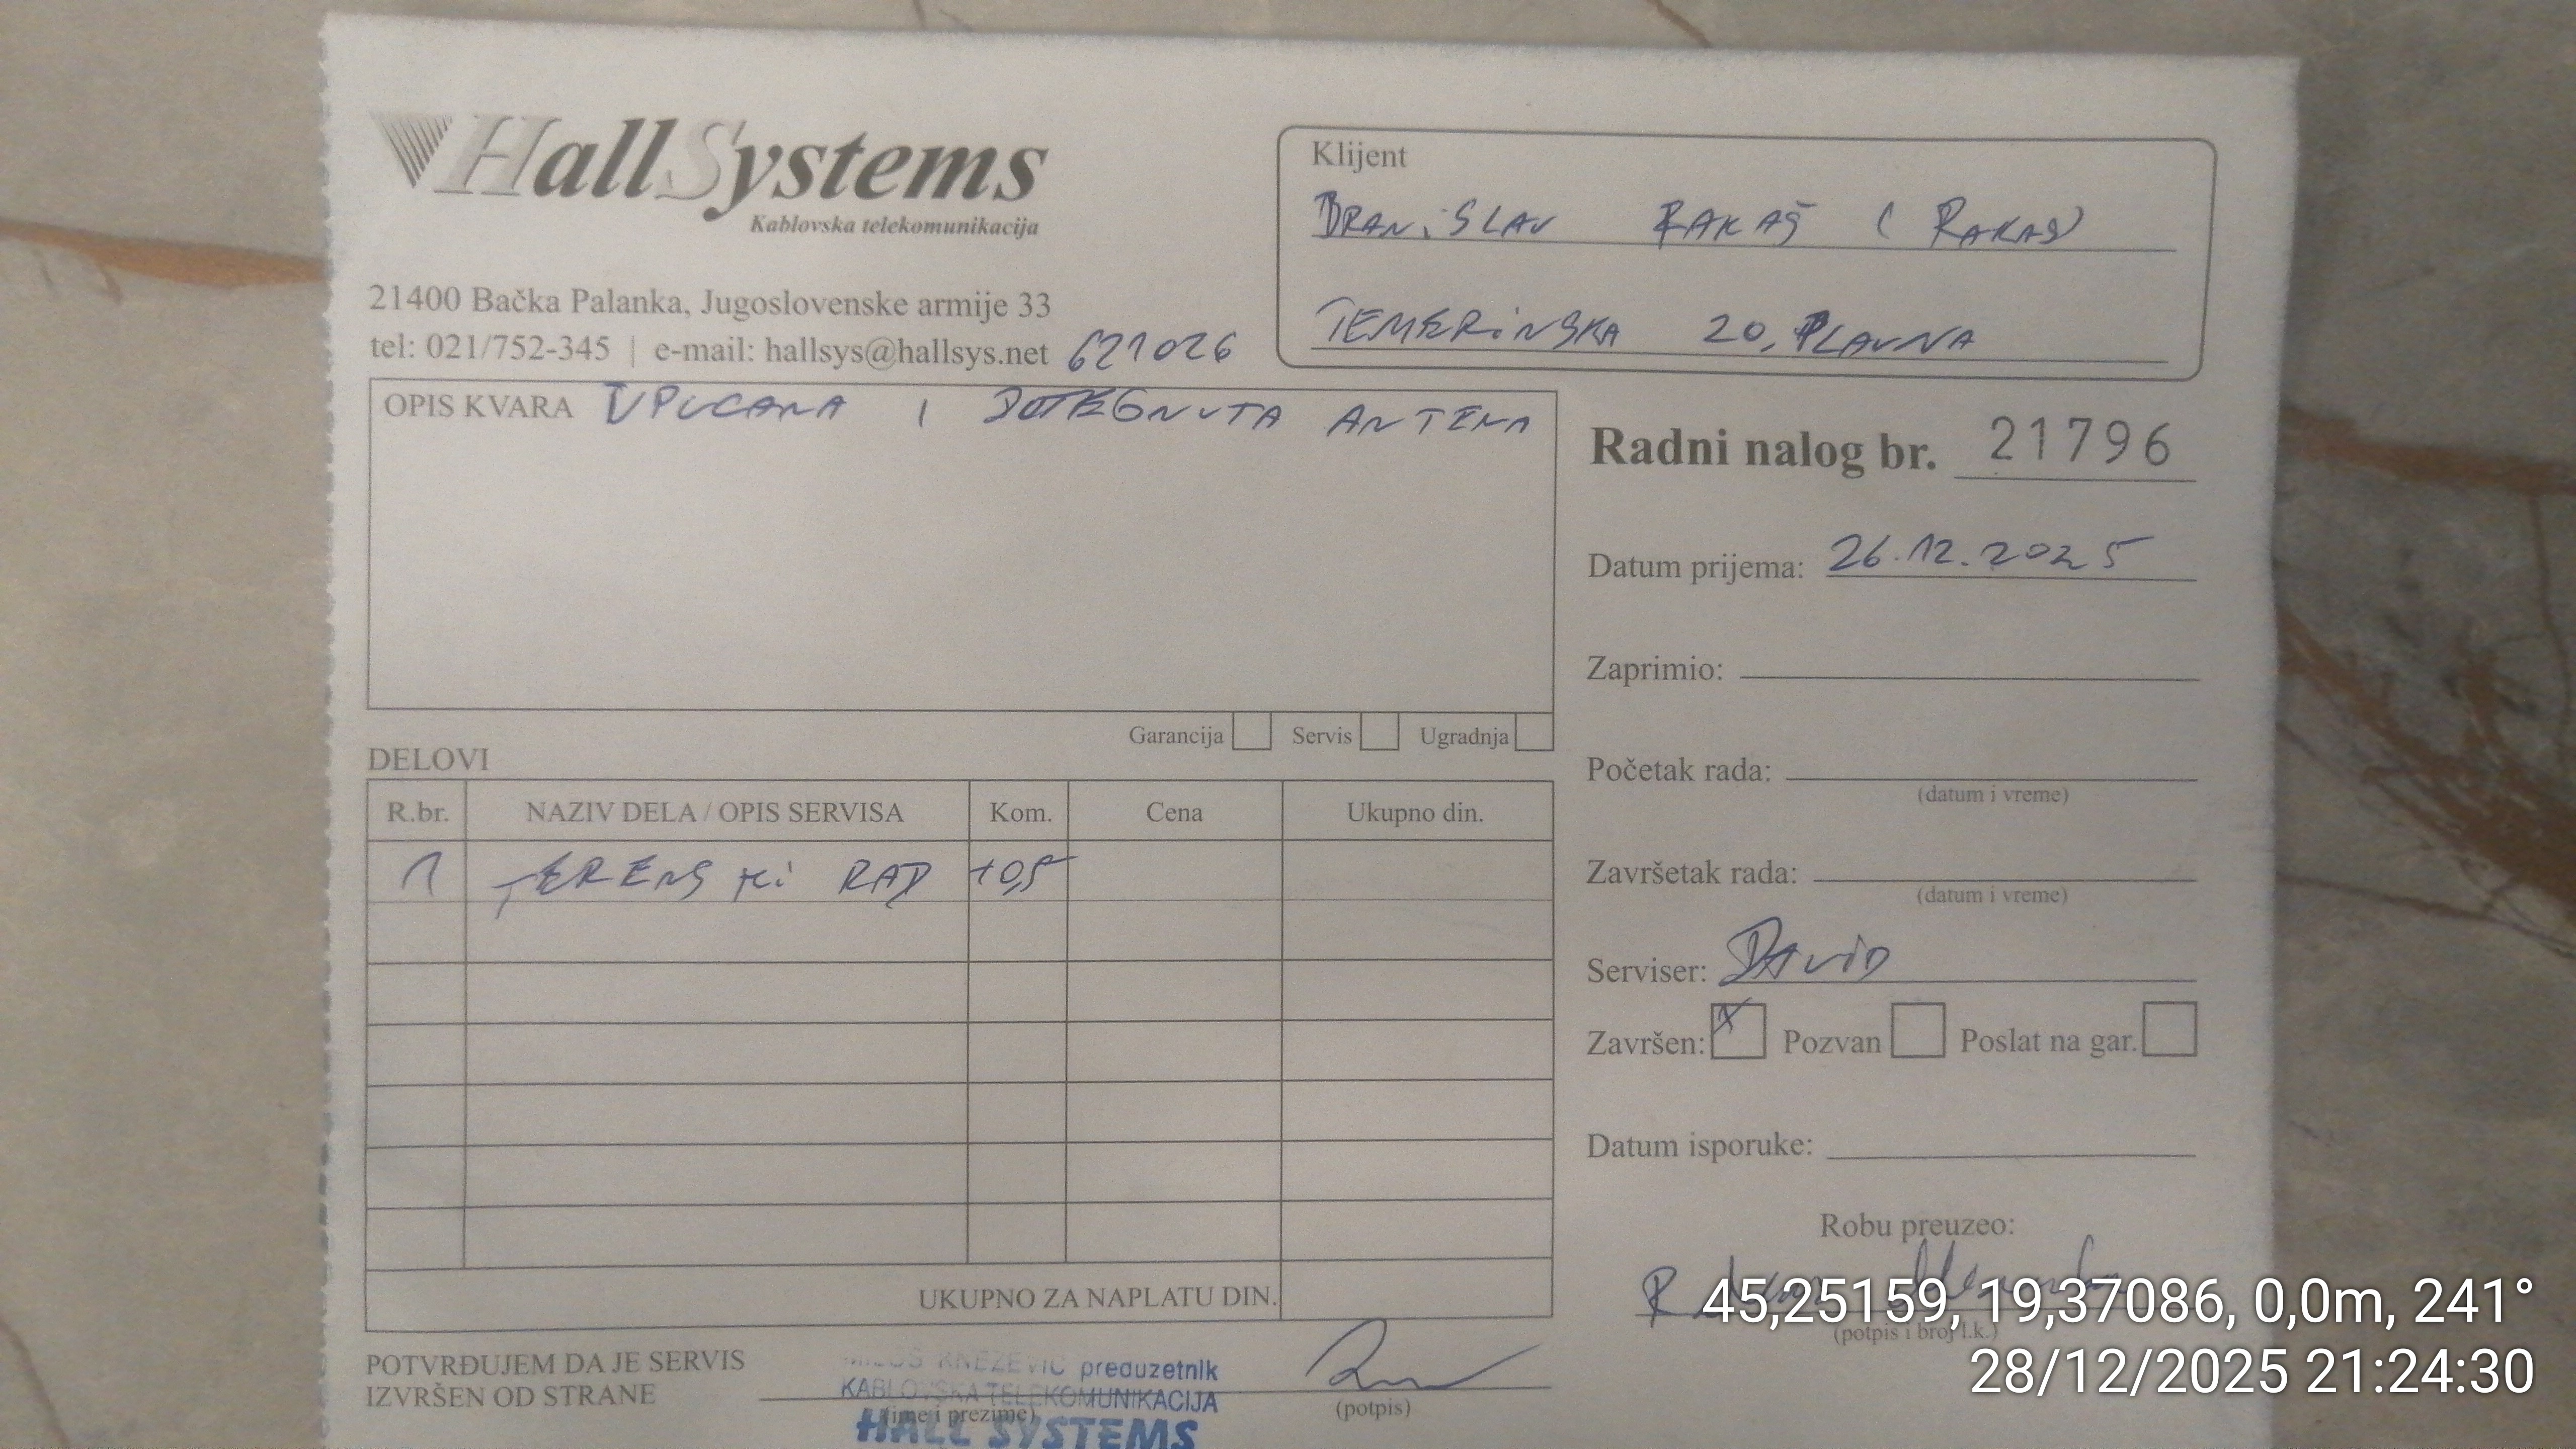 HallSystems
Kablovska telekomunikacija
21400 Bačka Palanka, Jugoslovenske armije 33
tel: 021/752-345 | e-mail: hallsys@hallsys.net 621026
Klijent
BRANiSLAV RAKAŠ ( RAKAS)
TEMERiNSKA 20, PLAVNA
OPIS KVARA UPUCANA I DOTEGNUTA ANTENA
Garancija Servis Ugradnja
Radni nalog br. 21796
Datum prijema: 26.12.2025
Zaprimio:
Početak rada:
(datum i vreme)
Završetak rada:
(datum i vreme)
Serviser: DAViD
Završen: X Pozvan Poslat na gar.
Datum isporuke:
Robu preuzeo:
(potpis i broj l.k.)
DELOVI
R.br. NAZIV DELA / OPIS SERVISA Kom. Cena Ukupno din.
1 TERENSKi RAD +0,5
UKUPNO ZA NAPLATU DIN.
POTVRĐUJEM DA JE SERVIS
IZVRŠEN OD STRANE
MILOŠ KNEŽEVIĆ preduzetnik
KABLOVSKA TELEKOMUNIKACIJA
(ime i prezime)
HALL SYSTEMS
(potpis)
45,25159, 19,37086, 0,0m, 241°
28/12/2025 21:24:30